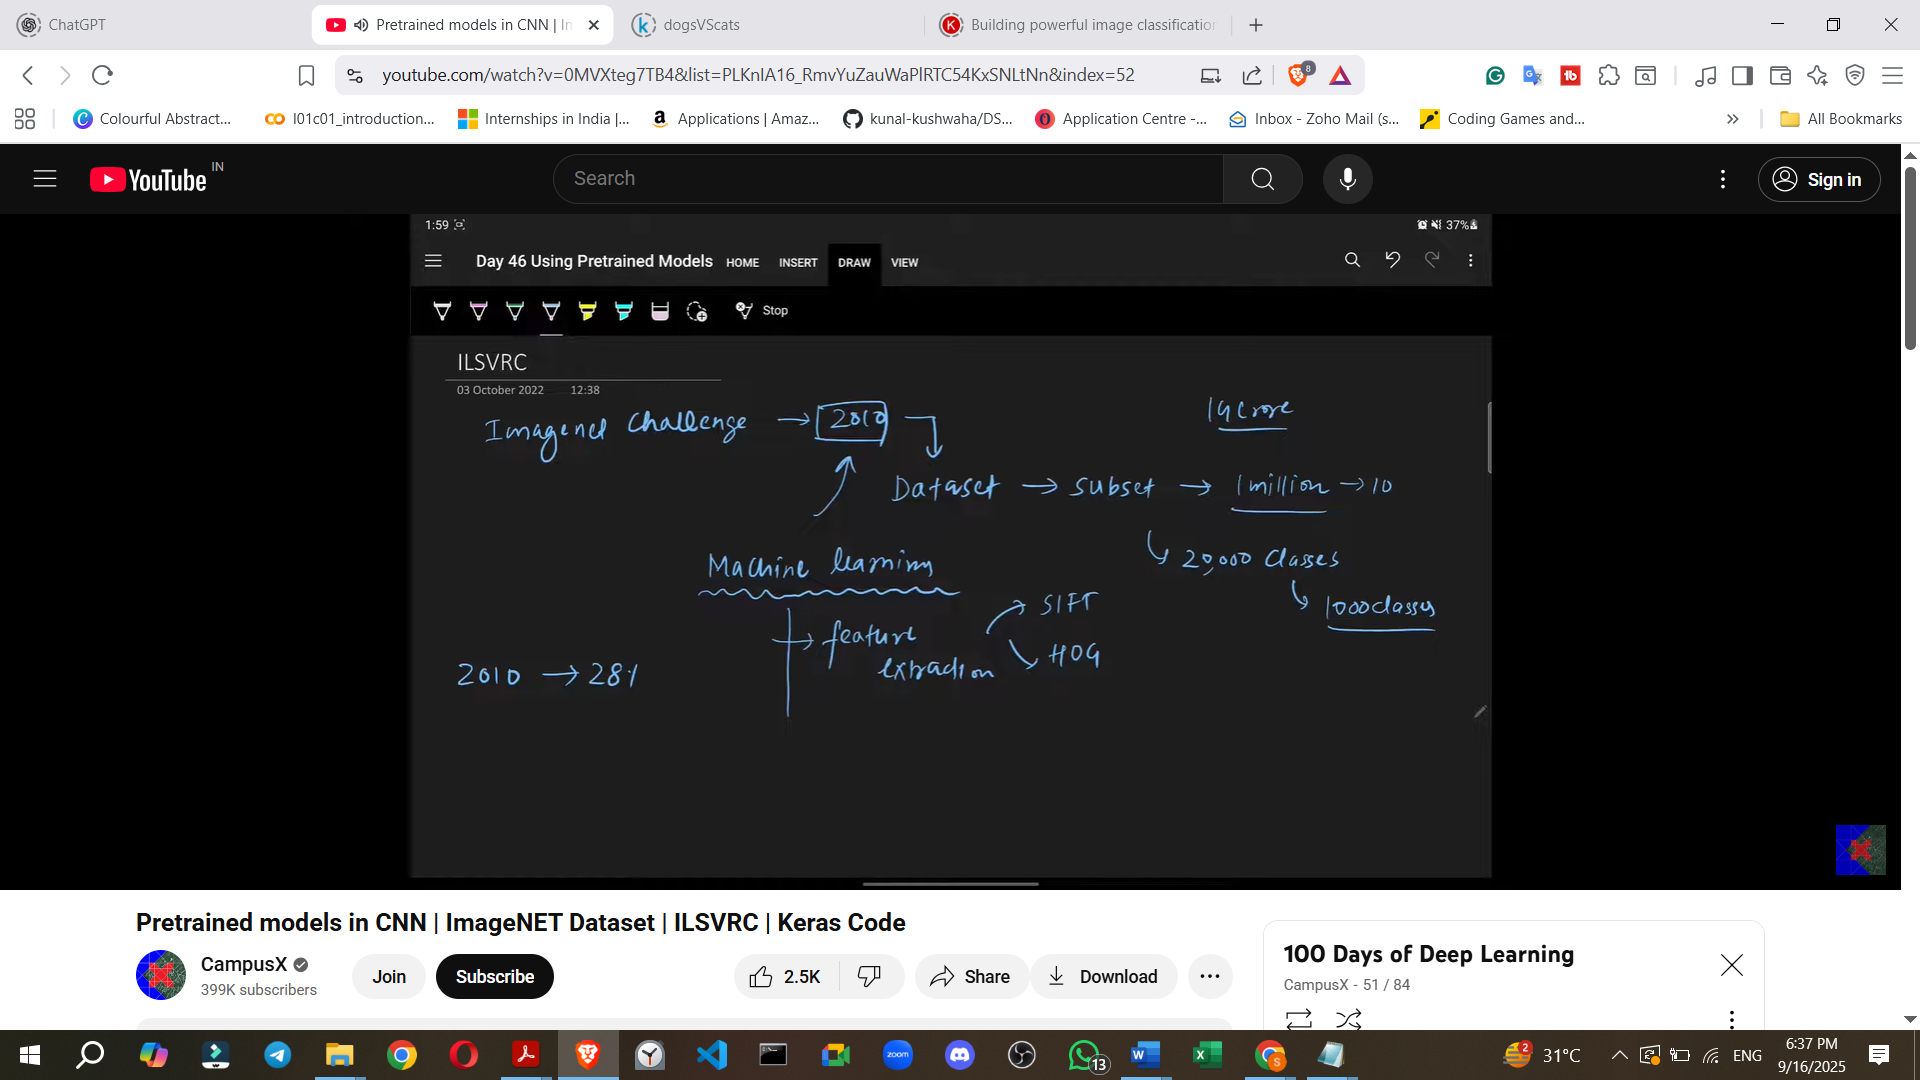 ChatGPT
Pretrained models in CNN | In
dogsVScats
Building powerful image classification
youtube.com/watch?v=0MVXteg7TB4&list=PLKnIA16_RmvYuZauWaPlRTC54KxSNLtNn&index=52
8
Colourful Abstract...
l01c01_introduction...
Internships in India |...
Applications | Amaz...
kunal-kushwaha/DS...
Application Centre -...
Inbox - Zoho Mail (s...
Coding Games and...
All Bookmarks
YouTube IN
Search
Sign in
1:59
37%
Day 46 Using Pretrained Models
HOME
INSERT
DRAW
VIEW
Stop
ILSVRC
03 October 2022 12:38
Imagenet Challenge → 2010
14 crore
Dataset → subset → 1 million → 10
20,000 classes
1000 classes
Machine learning
feature extraction
SIFT
HOG
2010 → 28%
Pretrained models in CNN | ImageNET Dataset | ILSVRC | Keras Code
CampusX
399K subscribers
Join
Subscribe
2.5K
Share
Download
100 Days of Deep Learning
CampusX - 51 / 84
zoom
13
2
31°C
ENG
6:37 PM
9/16/2025